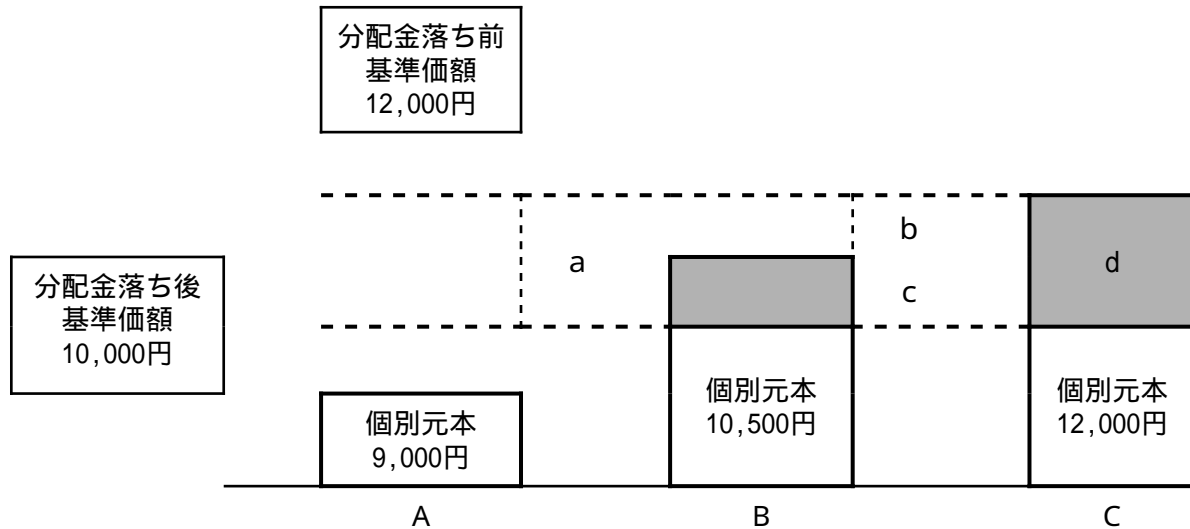 分配金落ち前
基準価額
12,000円
分配金落ち後
基準価額
10,000円
a
b
c
d
個別元本
9,000円
個別元本
10,500円
個別元本
12,000円
A
B
C